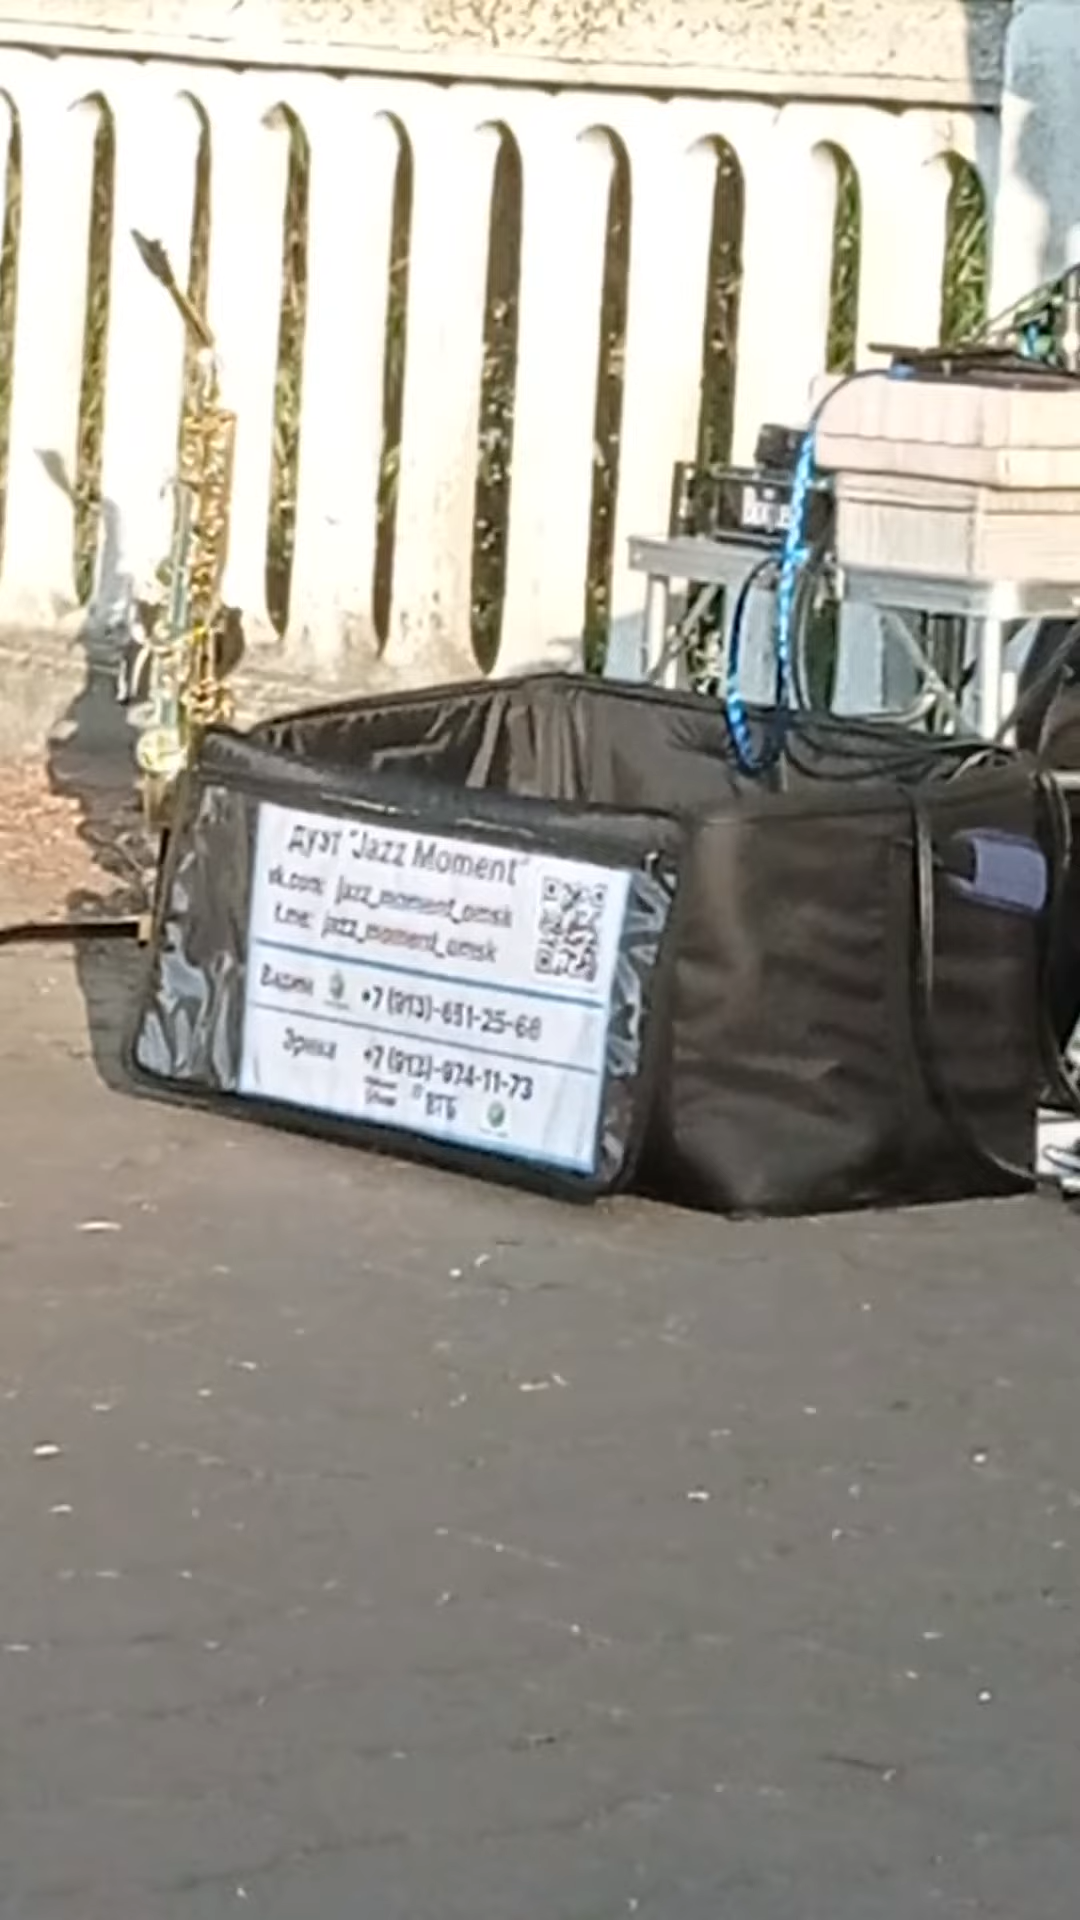 дуэт "Jazz Moment"
vk.com: jazz_moment_omsk
t.me: jazz_moment_omsk
Вадим +7 (913)-651-25-68
Эрика +7 (913)-974-11-73
ВТБ